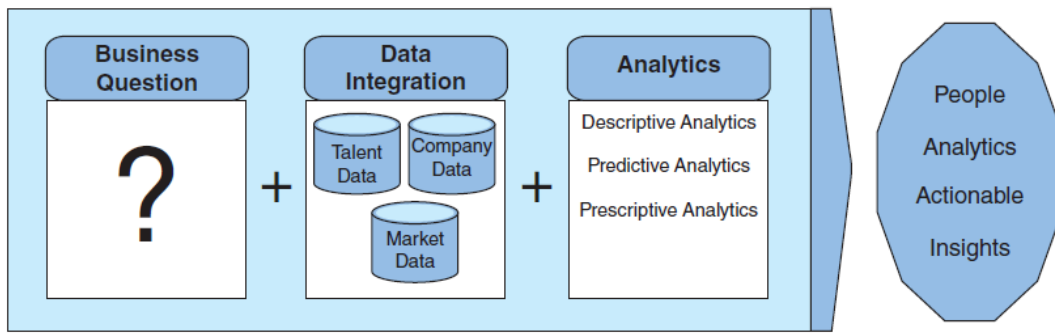 Business
Question
?
+
Data
Integration
Talent
Data
Company
Data
Market
Data
+
Analytics
Descriptive Analytics
Predictive Analytics
Prescriptive Analytics
People
Analytics
Actionable
Insights